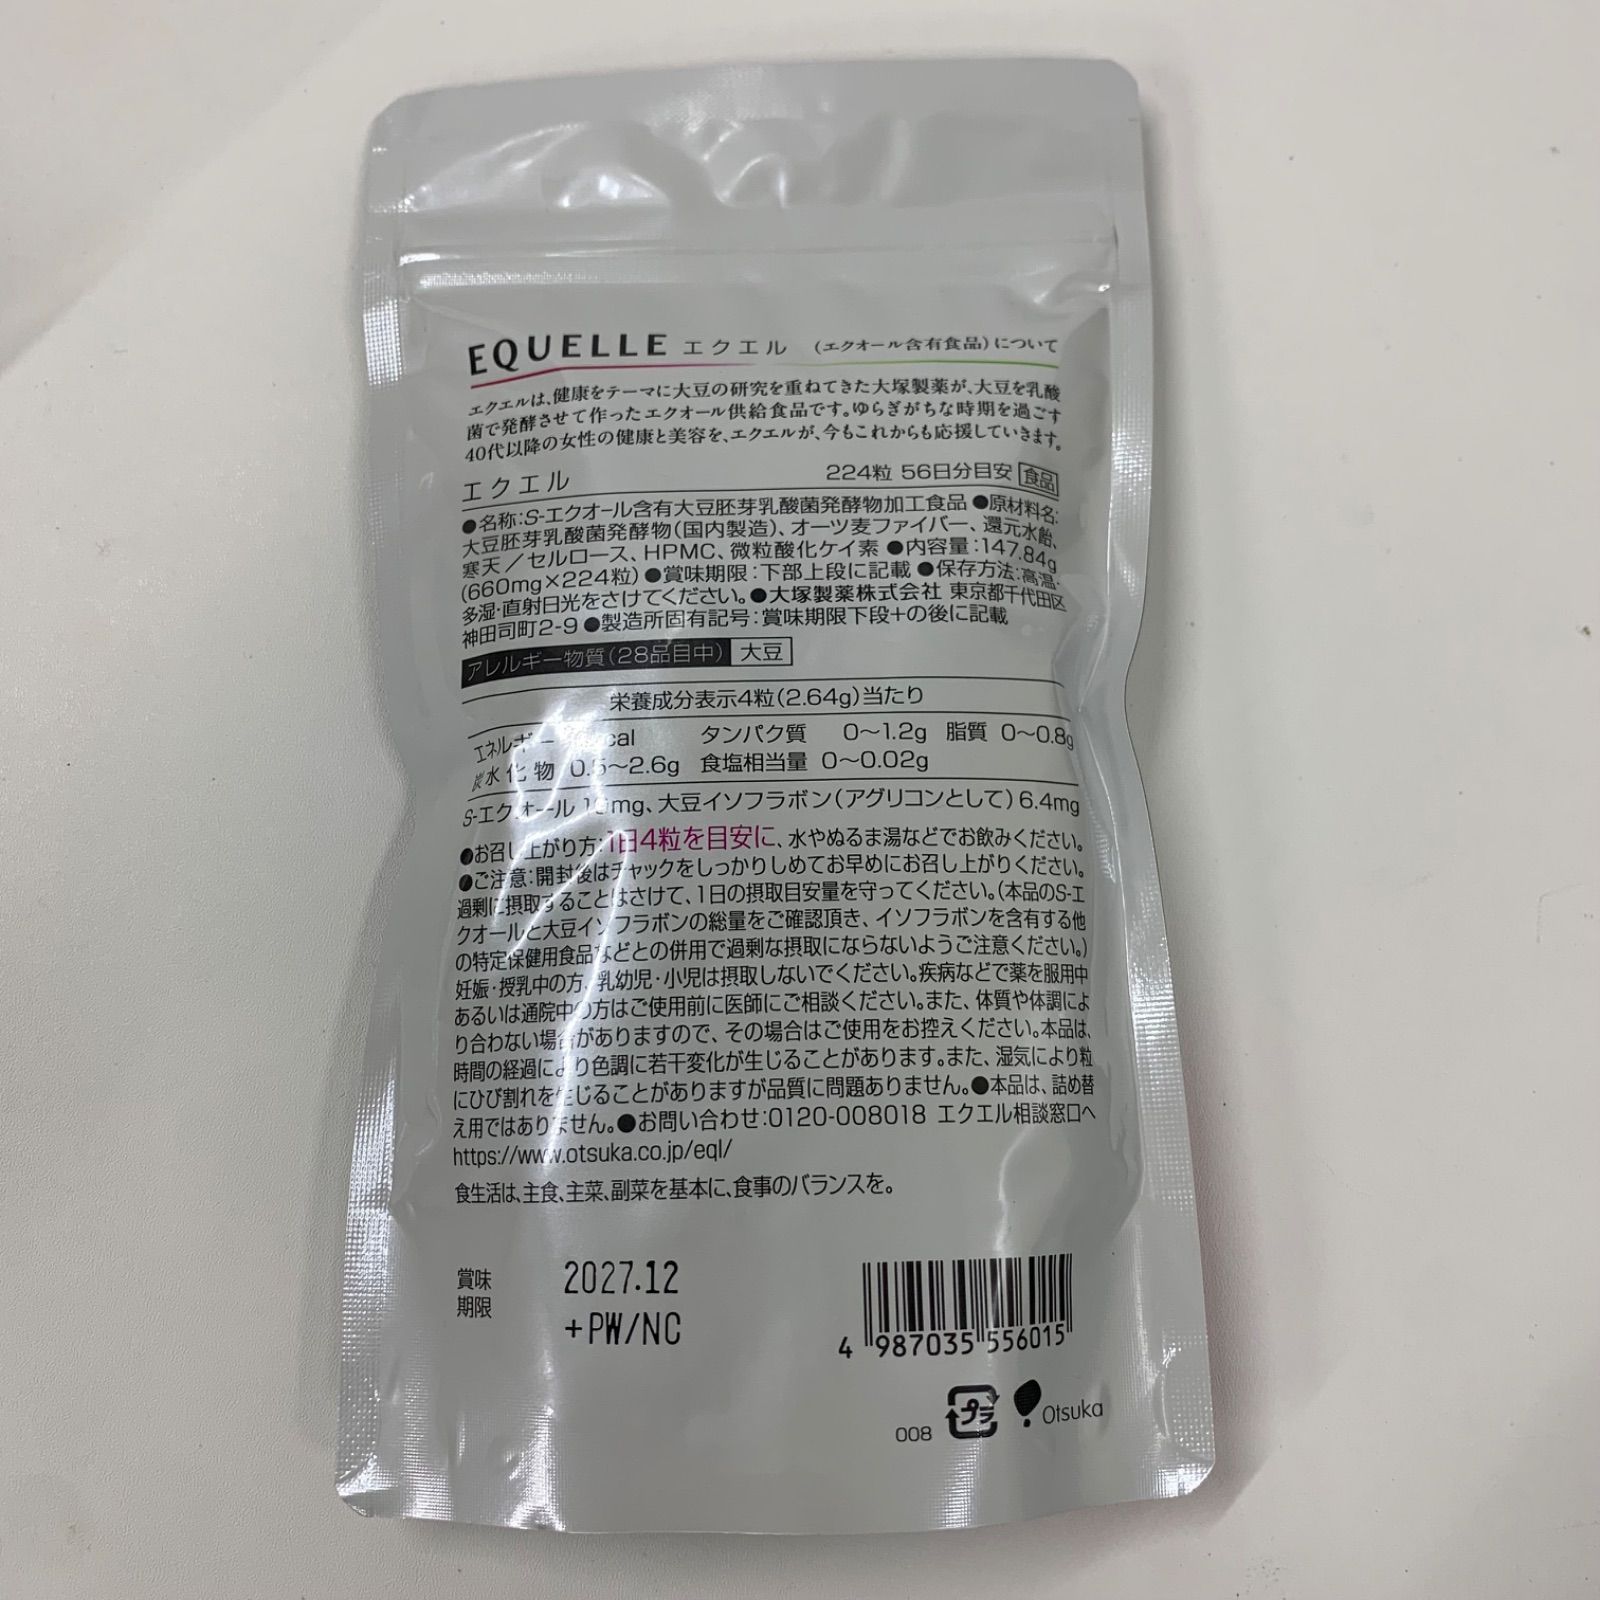 EQUELLE エクエル (エクオール含有食品)について
エクエルは、健康をテーマに大豆の研究を重ねてきた大塚製薬が、大豆を乳酸
菌で発酵させて作ったエクオール供給食品です。ゆらぎがちな時期を過ごす
40代以降の女性の健康と美容を、エクエルが、今もこれからも応援していきます。
エクエル 224粒 56日分目安 食品
●名称:S-エクオール含有大豆胚芽乳酸菌発酵物加工食品 ●原材料名:
大豆胚芽乳酸菌発酵物(国内製造)、オーツ麦ファイバー、還元水飴、
寒天/セルロース、HPMC、微粒酸化ケイ素 ●内容量:147.84g
(660mg×224粒) ●賞味期限:下部上段に記載 ●保存方法:高温・
多湿・直射日光をさけてください。●大塚製薬株式会社 東京都千代田区
神田司町2-9 ●製造所固有記号:賞味期限下段+の後に記載
アレルギー物質(28品目中) 大豆
栄養成分表示4粒(2.64g)当たり
エネルギー cal タンパク質 0〜1.2g 脂質 0〜0.8g
炭水化物 0.5〜2.6g 食塩相当量 0〜0.02g
S-エクオール 10mg、大豆イソフラボン(アグリコンとして) 6.4mg
●お召し上がり方:1日4粒を目安に、水やぬるま湯などでお飲みください。
●ご注意:開封後はチャックをしっかりしめてお早めにお召し上がりください。
過剰に摂取することはさけて、1日の摂取目安量を守ってください。(本品のS-エ
クオールと大豆イソフラボンの総量をご確認頂き、イソフラボンを含有する他
の特定保健用食品などとの併用で過剰な摂取にならないようご注意ください。)
妊娠・授乳中の方、乳幼児・小児は摂取しないでください。疾病などで薬を服用中
あるいは通院中の方はご使用前に医師にご相談ください。また、体質や体調によ
り合わない場合がありますので、その場合はご使用をお控えください。本品は、
時間の経過により色調に若干変化が生じることがあります。また、湿気により粒
にひび割れを生じることがありますが品質に問題ありません。●本品は、詰め替
え用ではありません。●お問い合わせ:0120-008018 エクエル相談窓口へ
https://www.otsuka.co.jp/eql/
食生活は、主食、主菜、副菜を基本に、食事のバランスを。
賞味
期限
2027.12
+PW/NC
4 987035 556015
008 プラ Otsuka